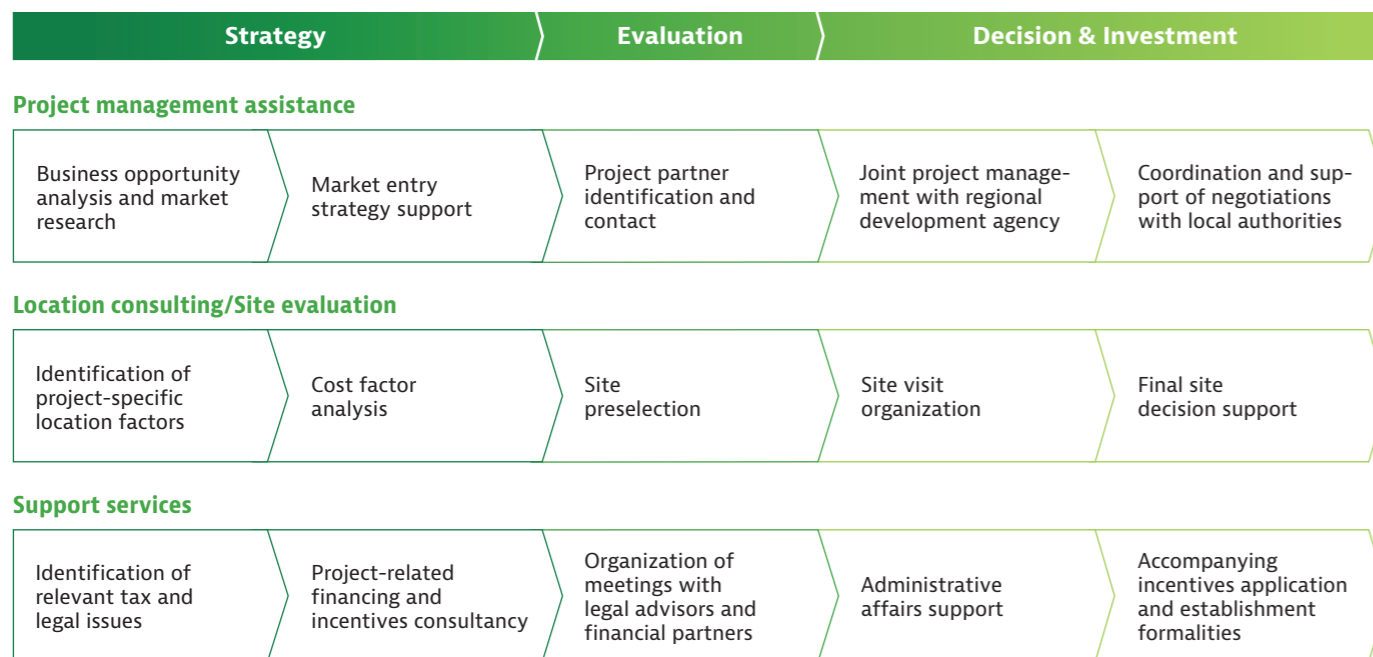 Strategy
Evaluation
Decision & Investment
Project management assistance
Business opportunity
analysis and market
research
Market entry
strategy support
Project partner
identification and
contact
Joint project manage-
ment with regional
development agency
Coordination and sup-
port of negotiations
with local authorities
Location consulting/Site evaluation
Identification of
project-specific
location factors
Cost factor
analysis
Site
preselection
Site visit
organization
Final site
decision support
Support services
Identification of
relevant tax and
legal issues
Project-related
financing and
incentives consultancy
Organization of
meetings with
legal advisors and
financial partners
Administrative
affairs support
Accompanying
incentives application
and establishment
formalities